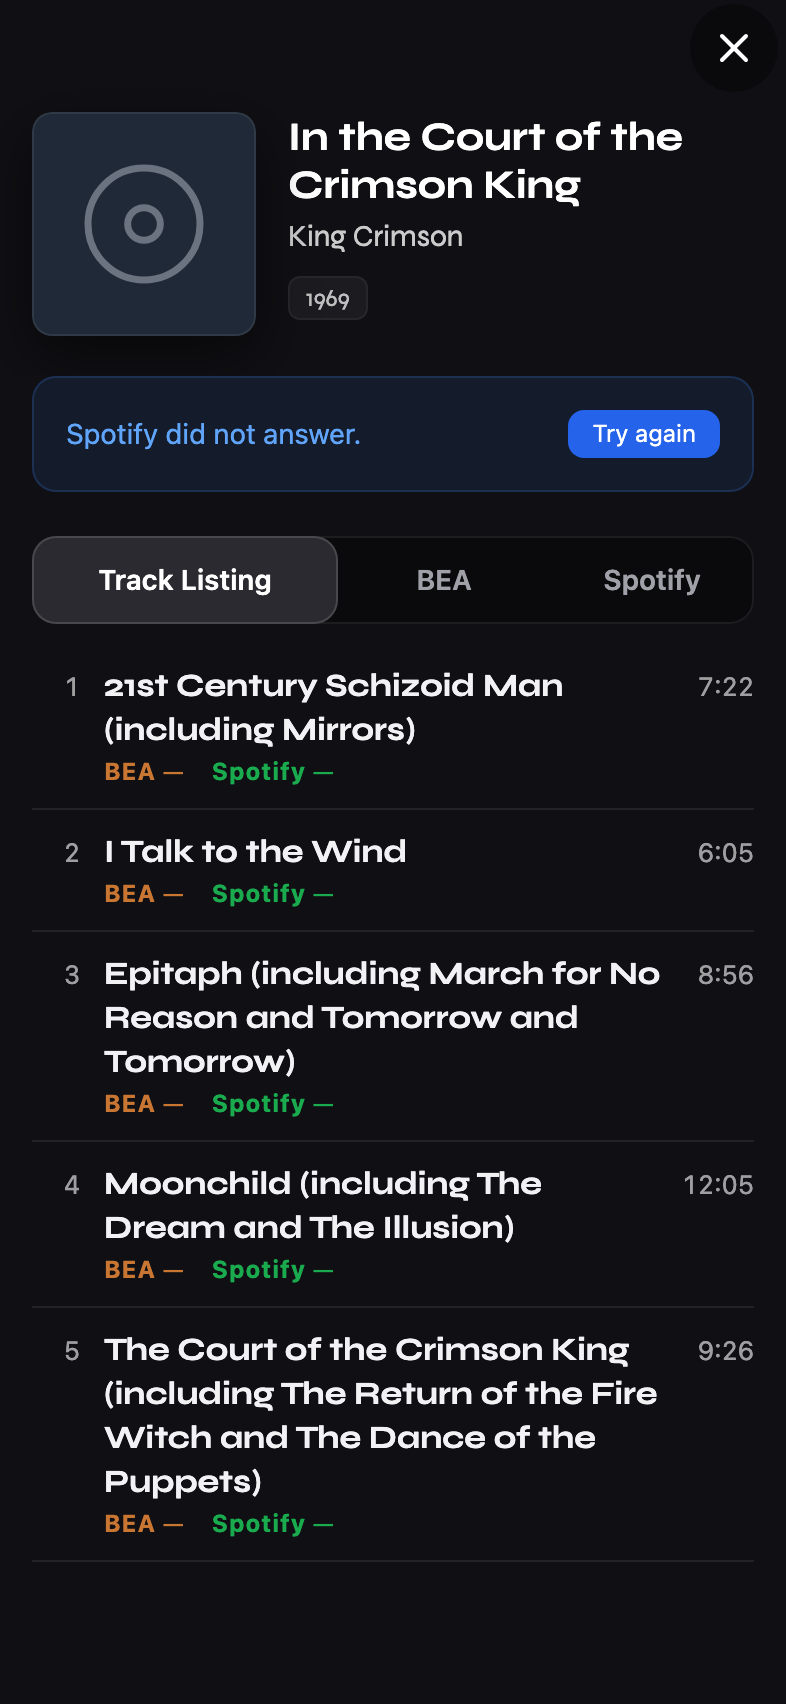 In the Court of the
Crimson King
King Crimson
1969
Spotify did not answer.
Try again
Track Listing
BEA
Spotify
1 21st Century Schizoid Man 7:22
(including Mirrors)
BEA — Spotify —
2 I Talk to the Wind 6:05
BEA — Spotify —
3 Epitaph (including March for No 8:56
Reason and Tomorrow and
Tomorrow)
BEA — Spotify —
4 Moonchild (including The 12:05
Dream and The Illusion)
BEA — Spotify —
5 The Court of the Crimson King 9:26
(including The Return of the Fire
Witch and The Dance of the
Puppets)
BEA — Spotify —